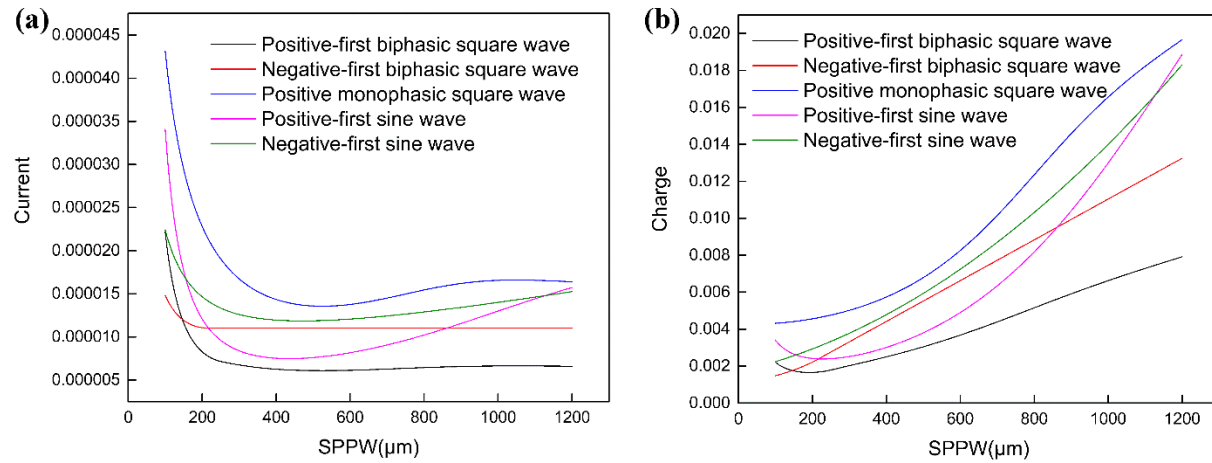 (a)
0.000045
0.000040
0.000035
0.000030
0.000025
0.000020
0.000015
0.000010
0.000005
Current
Positive-first biphasic square wave
Negative-first biphasic square wave
Positive monophasic square wave
Positive-first sine wave
Negative-first sine wave
0 200 400 600 800 1000 1200
SPPW(μm)
(b)
0.020
0.018
0.016
0.014
0.012
0.010
0.008
0.006
0.004
0.002
0.000
Charge
Positive-first biphasic square wave
Negative-first biphasic square wave
Positive monophasic square wave
Positive-first sine wave
Negative-first sine wave
0 200 400 600 800 1000 1200
SPPW(μm)